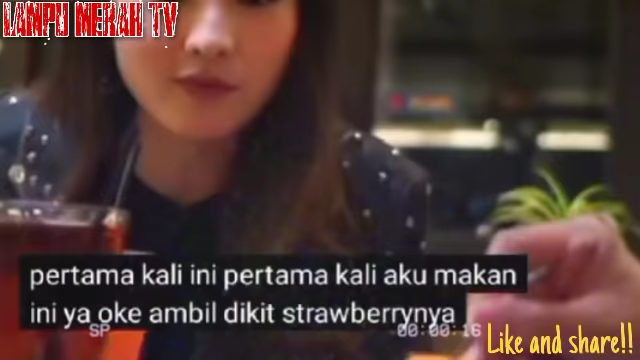 LAMPU MERAH TV
pertama kali ini pertama kali aku makan
ini ya oke ambil dikit strawberrynya
SP 00:00:16
Like and share!!